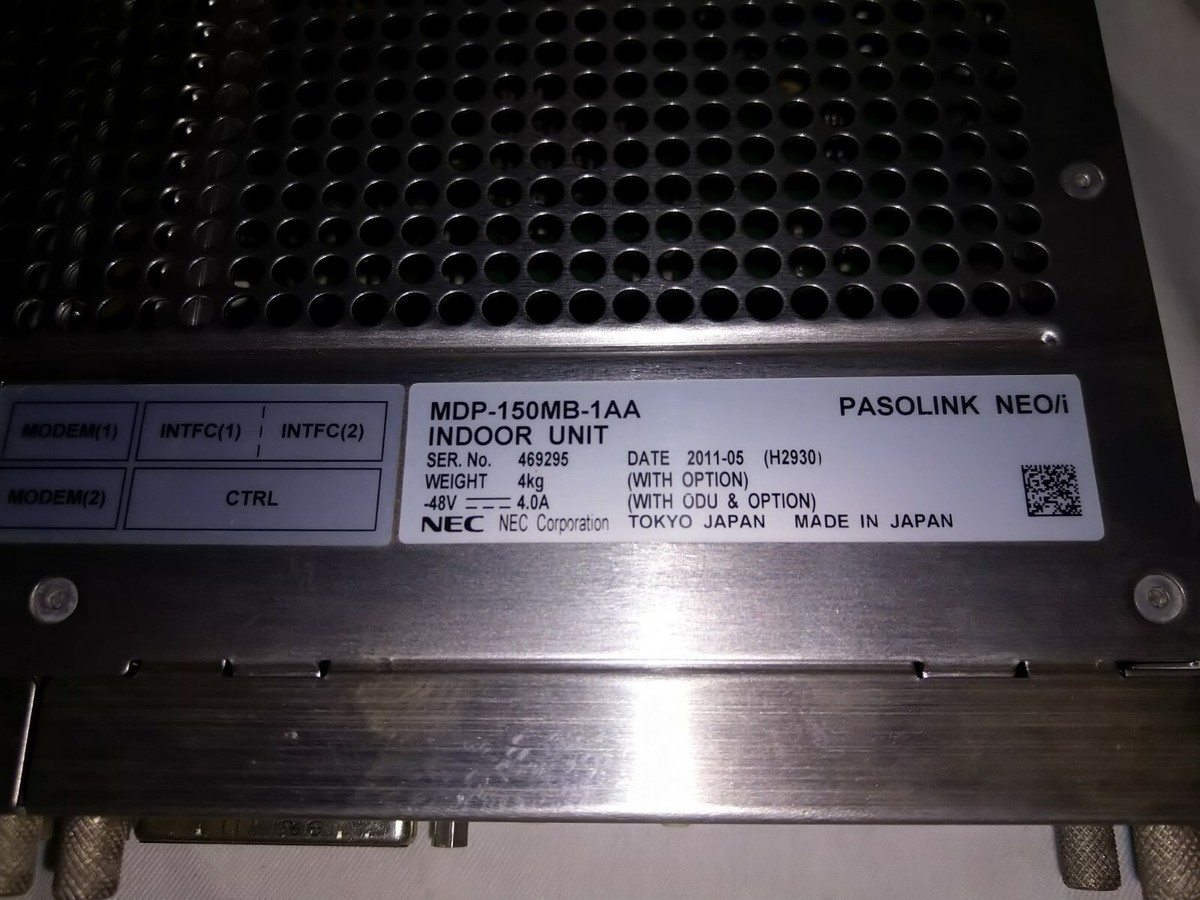 MODEM(1) INTFC(1) INTFC(2)
MODEM(2) CTRL
MDP-150MB-1AA PASOLINK NEO/i
INDOOR UNIT
SER. No. 469295 DATE 2011-05 (H2930)
WEIGHT 4kg (WITH OPTION)
-48V 4.0A (WITH ODU & OPTION)
NEC NEC Corporation TOKYO JAPAN MADE IN JAPAN